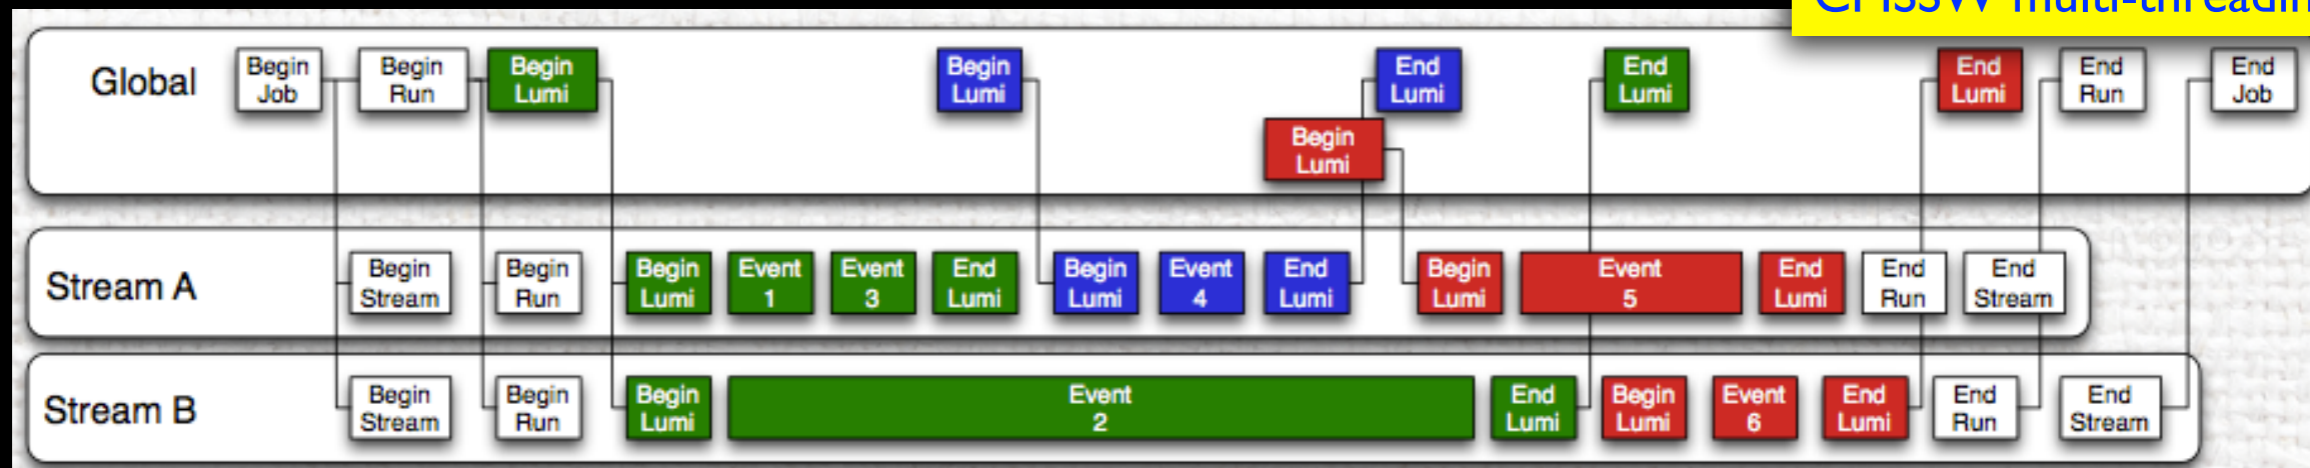 CMSSW multi-threadin
Global
Begin
Job
Begin
Run
Begin
Lumi
Begin
Lumi
End
Lumi
End
Lumi
End
Lumi
End
Run
End
Job
Begin
Lumi
Stream A
Begin
Stream
Begin
Run
Begin
Lumi
Event
1
Event
3
End
Lumi
Begin
Lumi
Event
4
End
Lumi
Begin
Lumi
Event
5
End
Lumi
End
Run
End
Stream
Stream B
Begin
Stream
Begin
Run
Begin
Lumi
Event
2
End
Lumi
Begin
Lumi
Event
6
End
Lumi
End
Run
End
Stream